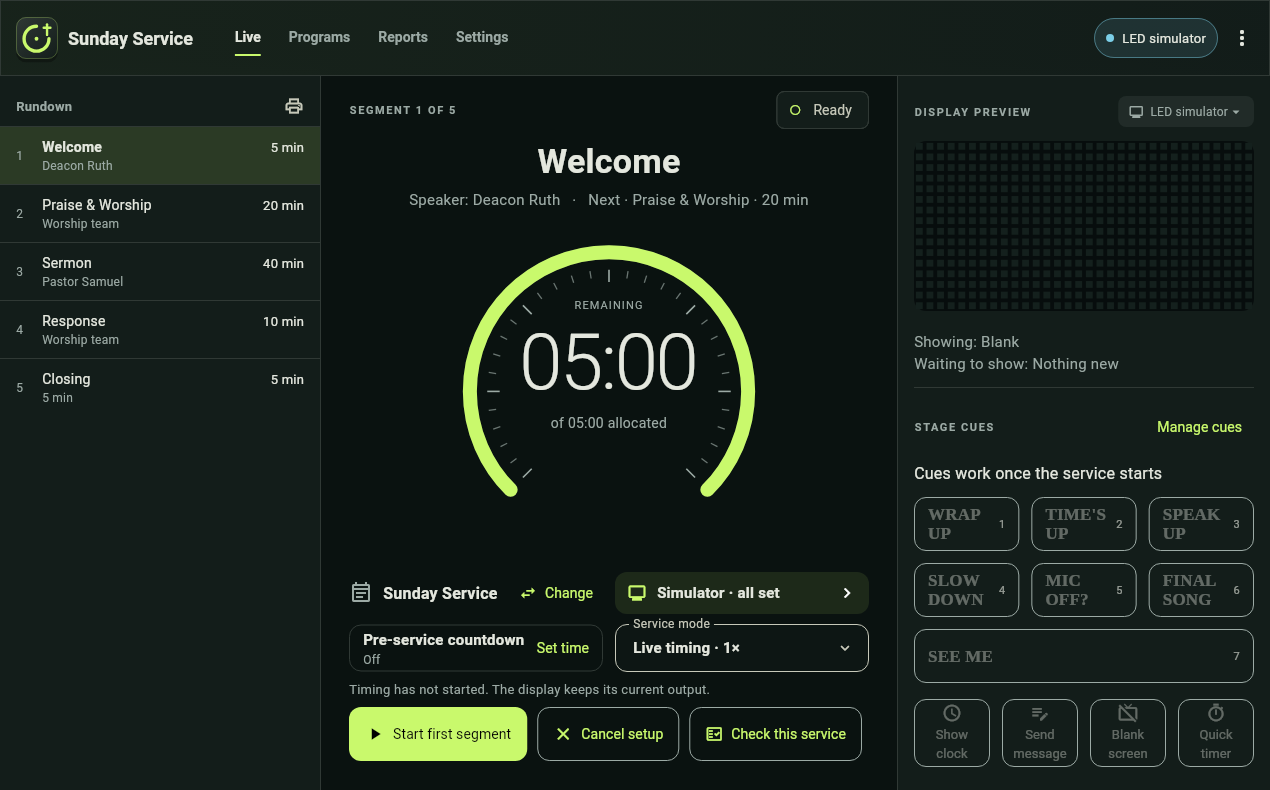 Sunday Service
Live
Programs
Reports
Settings
LED simulator
Rundown
1
Welcome
Deacon Ruth
5 min
2
Praise & Worship
Worship team
20 min
3
Sermon
Pastor Samuel
40 min
4
Response
Worship team
10 min
5
Closing
5 min
5 min
SEGMENT 1 OF 5
Ready
Welcome
Speaker: Deacon Ruth · Next · Praise & Worship · 20 min
REMAINING
05:00
of 05:00 allocated
Sunday Service
Change
Simulator · all set
Pre-service countdown
Off
Set time
Service mode
Live timing · 1×
Timing has not started. The display keeps its current output.
Start first segment
Cancel setup
Check this service
DISPLAY PREVIEW
LED simulator
Showing: Blank
Waiting to show: Nothing new
STAGE CUES
Manage cues
Cues work once the service starts
WRAP
UP
1
TIME'S
UP
2
SPEAK
UP
3
SLOW
DOWN
4
MIC
OFF?
5
FINAL
SONG
6
SEE ME
7
Show
clock
Send
message
Blank
screen
Quick
timer